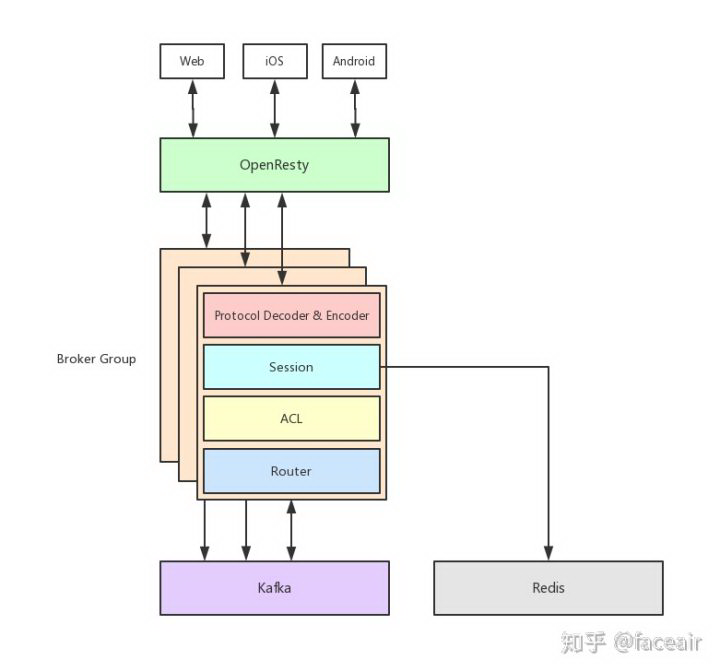 Web
iOS
Android
OpenResty
Protocol Decoder & Encoder
Broker Group
Session
ACL
Router
Kafka
Redis
知乎 @faceair